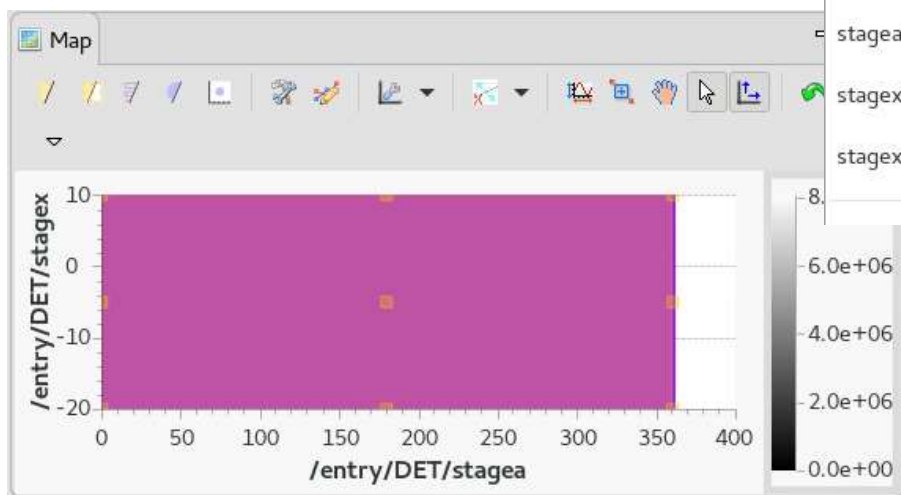 Map
stagea
stagex
stagex
/entry/DET/stagex
10
0
-10
-20
0 50 100 150 200 250 300 350 400
/entry/DET/stagea
8.
6.0e+06
4.0e+06
2.0e+06
0.0e+00